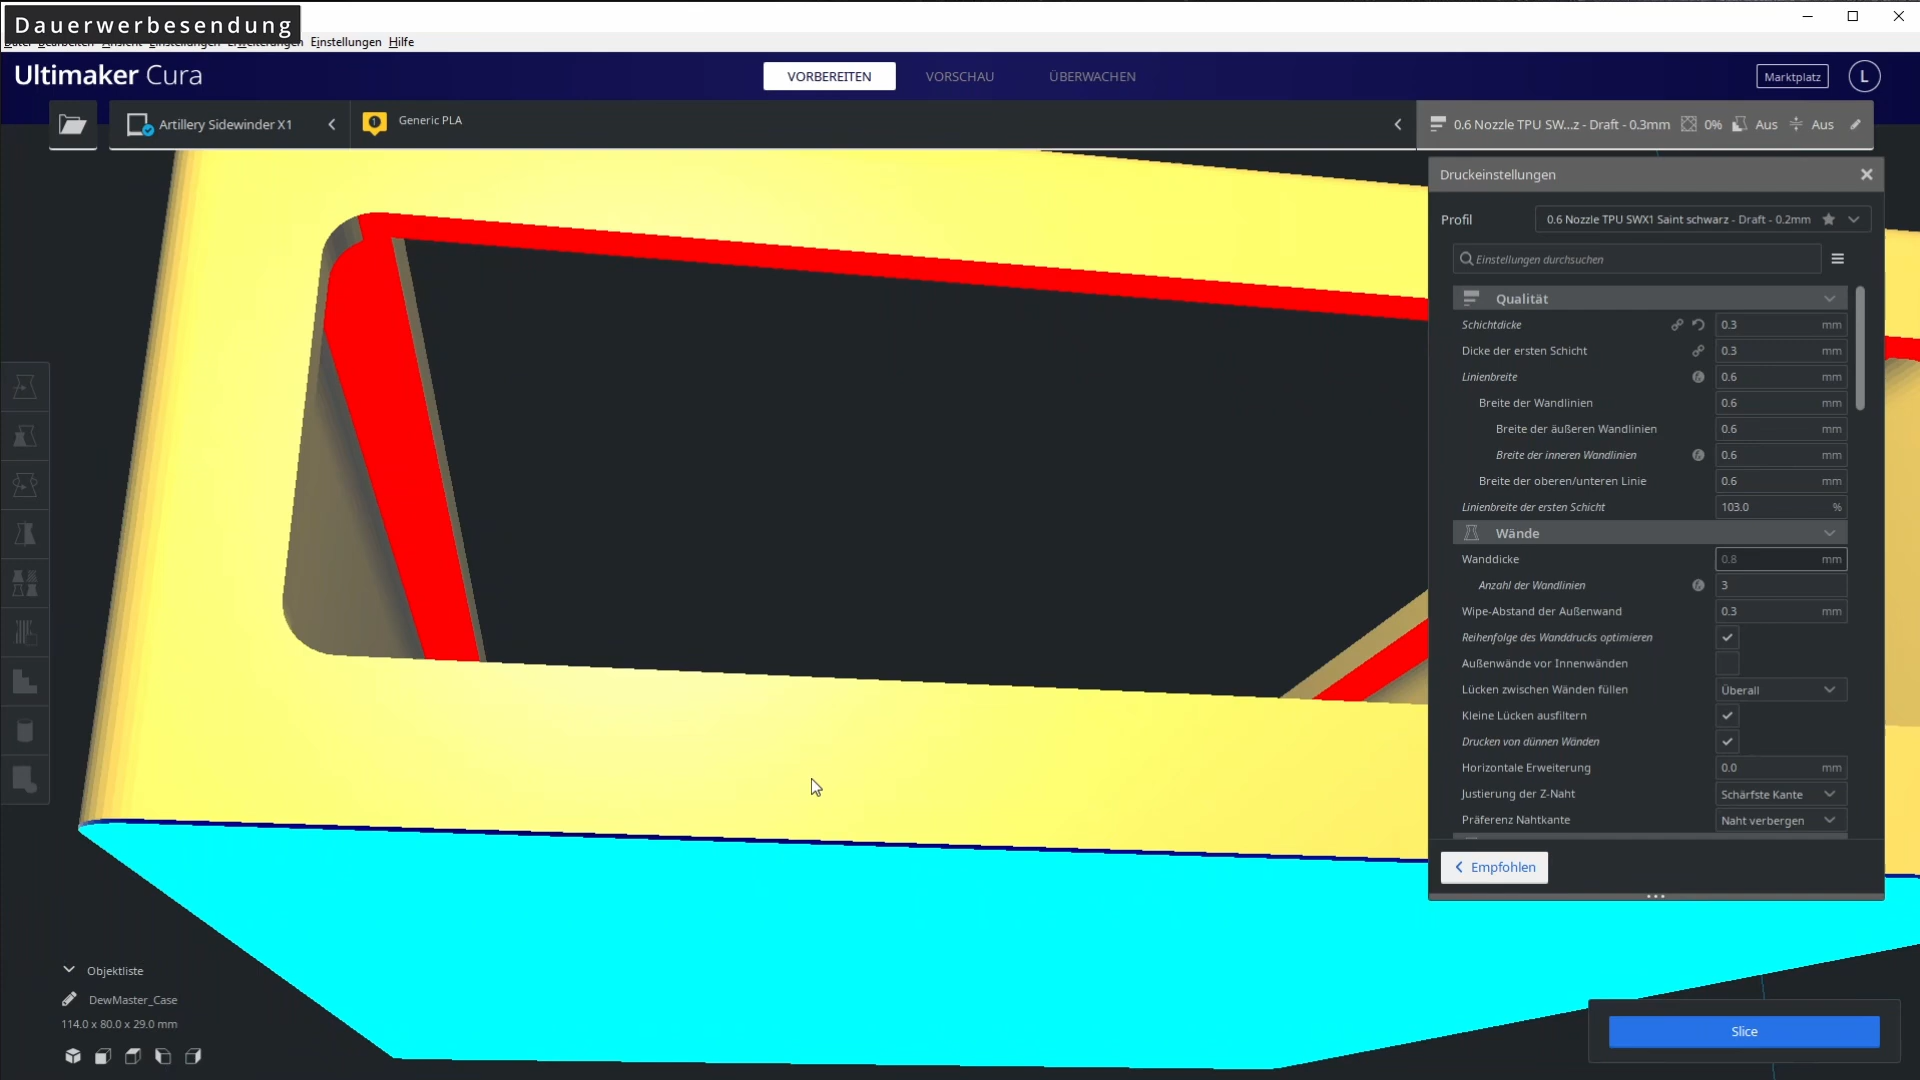 Dauerwerbesendung
Datei Bearbeiten Ansicht Einstellungen Erweiterungen Einstellungen Hilfe
Ultimaker Cura
VORBEREITEN
VORSCHAU
ÜBERWACHEN
Marktplatz
L
Artillery Sidewinder X1
1
Generic PLA
0.6 Nozzle TPU SW...z - Draft - 0.3mm
0%
Aus
Aus
Druckeinstellungen
Profil
0.6 Nozzle TPU SWX1 Saint schwarz - Draft - 0.2mm
Einstellungen durchsuchen
Qualität
Schichtdicke 0.3 mm
Dicke der ersten Schicht 0.3 mm
Linienbreite 0.6 mm
Breite der Wandlinien 0.6 mm
Breite der äußeren Wandlinien 0.6 mm
Breite der inneren Wandlinien 0.6 mm
Breite der oberen/unteren Linie 0.6 mm
Linienbreite der ersten Schicht 103.0 %
Wände
Wanddicke 0.8 mm
Anzahl der Wandlinien 3
Wipe-Abstand der Außenwand 0.3 mm
Reihenfolge des Wanddrucks optimieren
Außenwände vor Innenwänden
Lücken zwischen Wänden füllen Überall
Kleine Lücken ausfiltern
Drucken von dünnen Wänden
Horizontale Erweiterung 0.0 mm
Justierung der Z-Naht Schärfste Kante
Präferenz Nahtkante Naht verbergen
Empfohlen
Objektliste
DewMaster_Case
114.0 x 80.0 x 29.0 mm
Slice